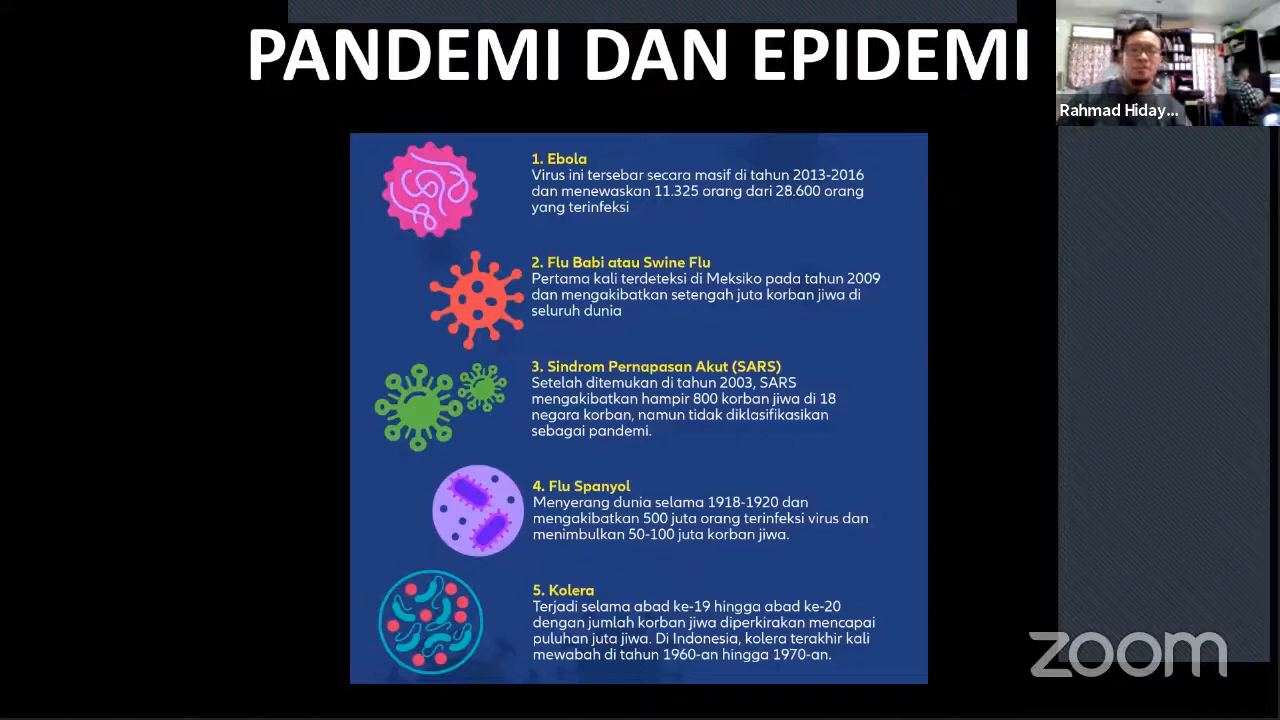 PANDEMI DAN EPIDEMI
Rahmad Hiday...
1. Ebola
Virus ini tersebar secara masif di tahun 2013-2016
dan menewaskan 11.325 orang dari 28.600 orang
yang terinfeksi
2. Flu Babi atau Swine Flu
Pertama kali terdeteksi di Meksiko pada tahun 2009
dan mengakibatkan setengah juta korban jiwa di
seluruh dunia
3. Sindrom Pernapasan Akut (SARS)
Setelah ditemukan di tahun 2003, SARS
mengakibatkan hampir 800 korban jiwa di 18
negara korban, namun tidak diklasifikasikan
sebagai pandemi.
4. Flu Spanyol
Menyerang dunia selama 1918-1920 dan
mengakibatkan 500 juta orang terinfeksi virus dan
menimbulkan 50-100 juta korban jiwa.
5. Kolera
Terjadi selama abad ke-19 hingga abad ke-20
dengan jumlah korban jiwa diperkirakan mencapai
puluhan juta jiwa. Di Indonesia, kolera terakhir kali
mewabah di tahun 1960-an hingga 1970-an.
zoom